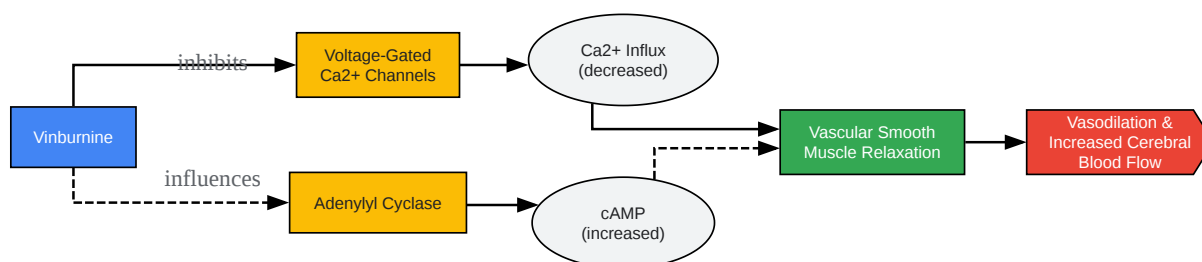 Vinburnine
inhibits
Voltage-Gated
Ca2+ Channels
Ca2+ Influx
(decreased)
influences
Adenylyl Cyclase
cAMP
(increased)
Vascular Smooth
Muscle Relaxation
Vasodilation &
Increased Cerebral
Blood Flow